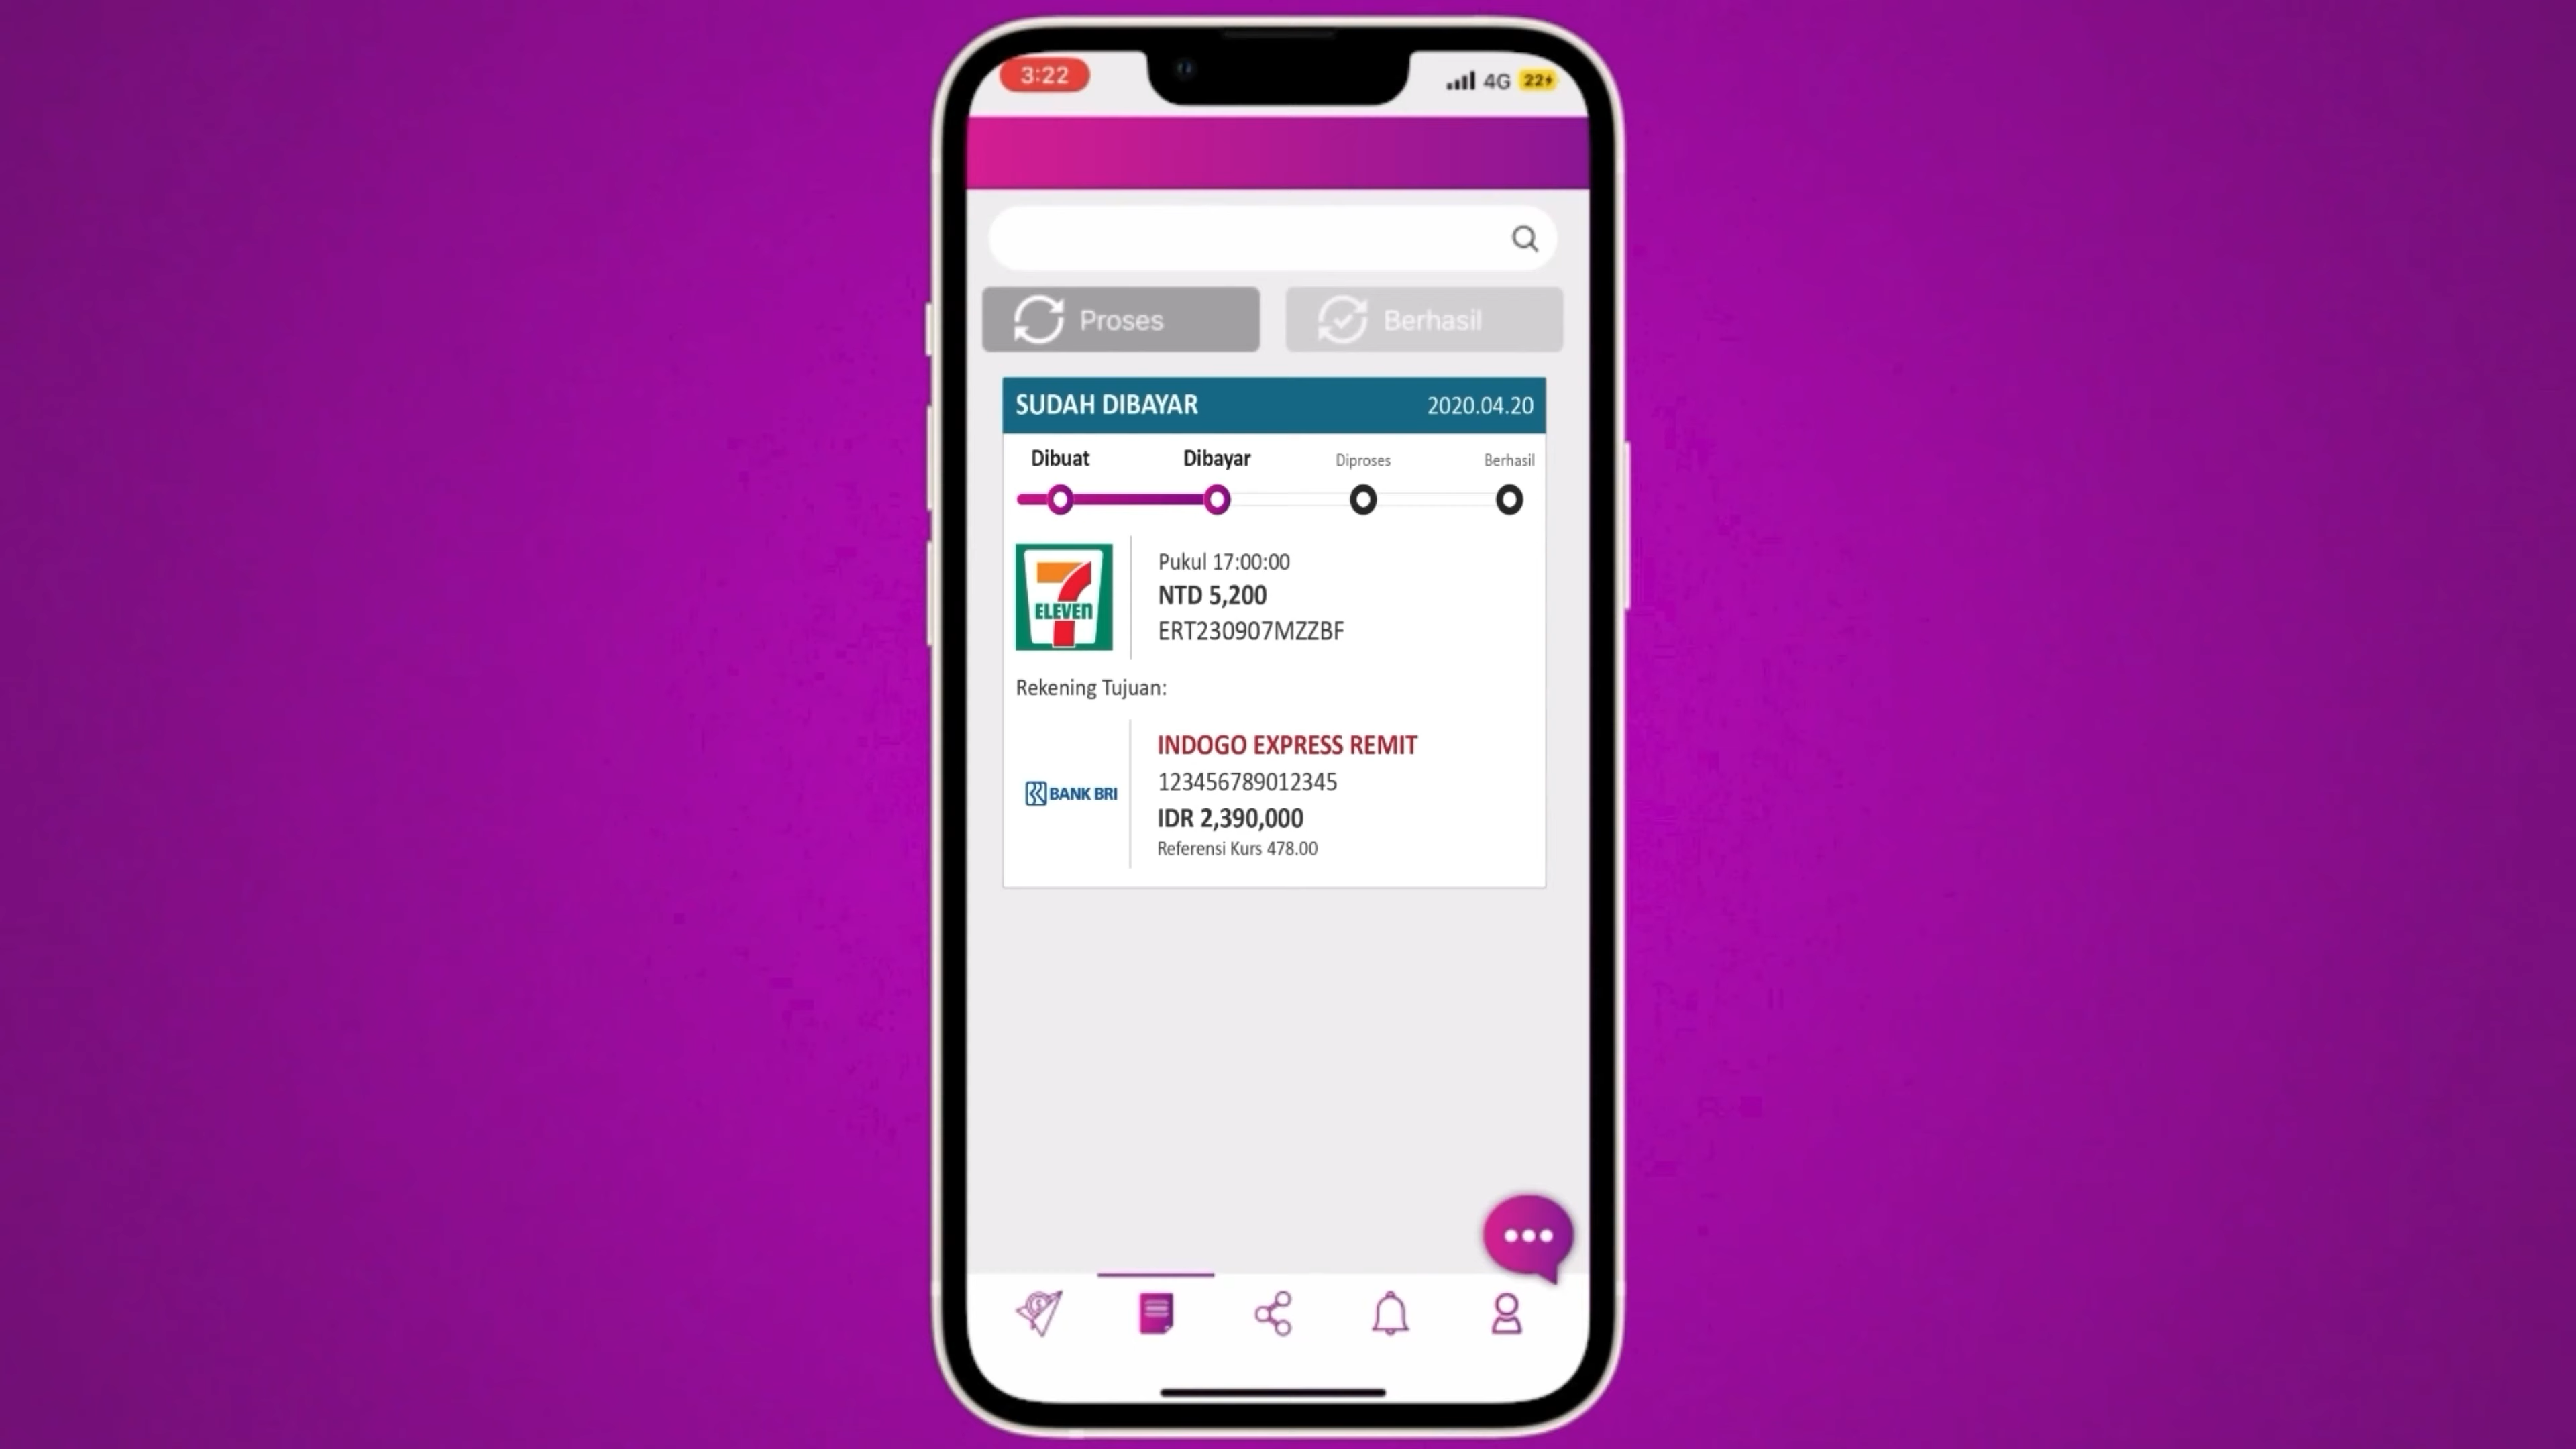 3:22
4G 22
Proses
Berhasil
SUDAH DIBAYAR 2020.04.20
Dibuat Dibayar Diproses Berhasil
7
ELEVEN
Pukul 17:00:00
NTD 5,200
ERT230907MZZBF
Rekening Tujuan:
BANK BRI
INDOGO EXPRESS REMIT
123456789012345
IDR 2,390,000
Referensi Kurs 478.00